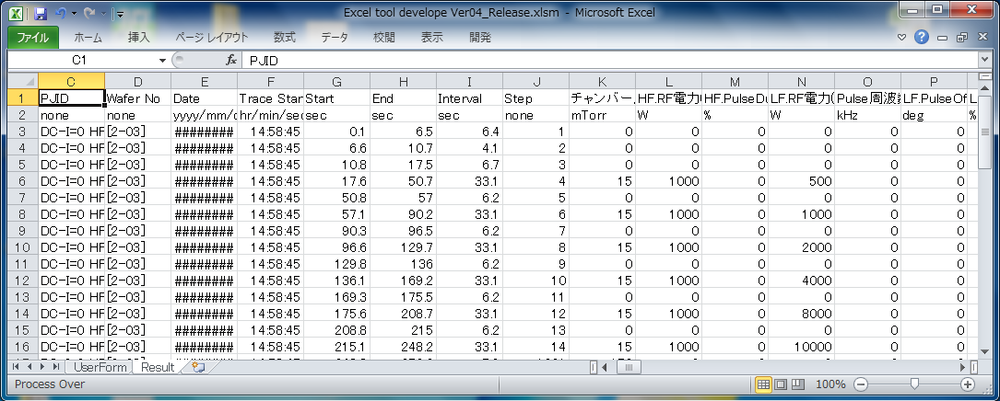 Excel tool develope Ver04_Release.xlsm - Microsoft Excel
ファイル ホーム 挿入 ページ レイアウト 数式 データ 校閲 表示 開発
C1 fx PJID
C D E F G H I J K L M N O P
1 PJID Wafer No Date Trace Star Start End Interval Step チャンバー. HF.RF電力 HF.PulseDu LF.RF電力( Pulse周波 LF.PulseOf L
2 none none yyyy/mm/d hr/min/sec sec sec sec none mTorr W % W kHz deg %
3 DC-I=0 HF [2-03] ######## 14:58:45 0.1 6.5 6.4 1 0 0 0 0 0 0
4 DC-I=0 HF [2-03] ######## 14:58:45 6.6 10.7 4.1 2 0 0 0 0 0 0
5 DC-I=0 HF [2-03] ######## 14:58:45 10.8 17.5 6.7 3 0 0 0 0 0 0
6 DC-I=0 HF [2-03] ######## 14:58:45 17.6 50.7 33.1 4 15 1000 0 500 0 0
7 DC-I=0 HF [2-03] ######## 14:58:45 50.8 57 6.2 5 0 0 0 0 0 0
8 DC-I=0 HF [2-03] ######## 14:58:45 57.1 90.2 33.1 6 15 1000 0 1000 0 0
9 DC-I=0 HF [2-03] ######## 14:58:45 90.3 96.5 6.2 7 0 0 0 0 0 0
10 DC-I=0 HF [2-03] ######## 14:58:45 96.6 129.7 33.1 8 15 1000 0 2000 0 0
11 DC-I=0 HF [2-03] ######## 14:58:45 129.8 136 6.2 9 0 0 0 0 0 0
12 DC-I=0 HF [2-03] ######## 14:58:45 136.1 169.2 33.1 10 15 1000 0 4000 0 0
13 DC-I=0 HF [2-03] ######## 14:58:45 169.3 175.5 6.2 11 0 0 0 0 0 0
14 DC-I=0 HF [2-03] ######## 14:58:45 175.6 208.7 33.1 12 15 1000 0 8000 0 0
15 DC-I=0 HF [2-03] ######## 14:58:45 208.8 215 6.2 13 0 0 0 0 0 0
16 DC-I=0 HF [2-03] ######## 14:58:45 215.1 248.2 33.1 14 15 1000 0 10000 0 0
UserForm Result
Process Over 100%